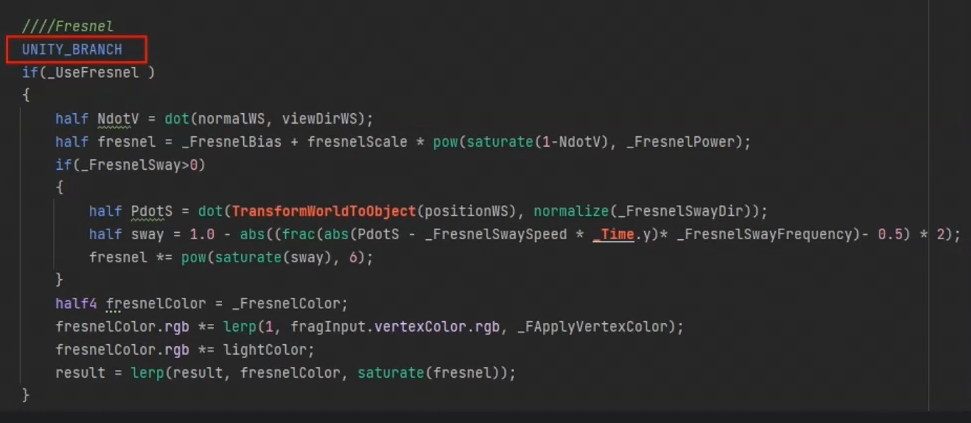 ////Fresnel
UNITY_BRANCH
if(_UseFresnel )
{
half NdotV = dot(normalWS, viewDirWS);
half fresnel = _FresnelBias + fresnelScale * pow(saturate(1-NdotV), _FresnelPower);
if(_FresnelSway>0)
{
half PdotS = dot(TransformWorldToObject(positionWS), normalize(_FresnelSwayDir));
half sway = 1.0 - abs((frac(abs(PdotS - _FresnelSwaySpeed * _Time.y)* _FresnelSwayFrequency)- 0.5) * 2);
fresnel *= pow(saturate(sway), 6);
}
half4 fresnelColor = _FresnelColor;
fresnelColor.rgb *= lerp(1, fragInput.vertexColor.rgb, _FApplyVertexColor);
fresnelColor.rgb *= lightColor;
result = lerp(result, fresnelColor, saturate(fresnel));
}